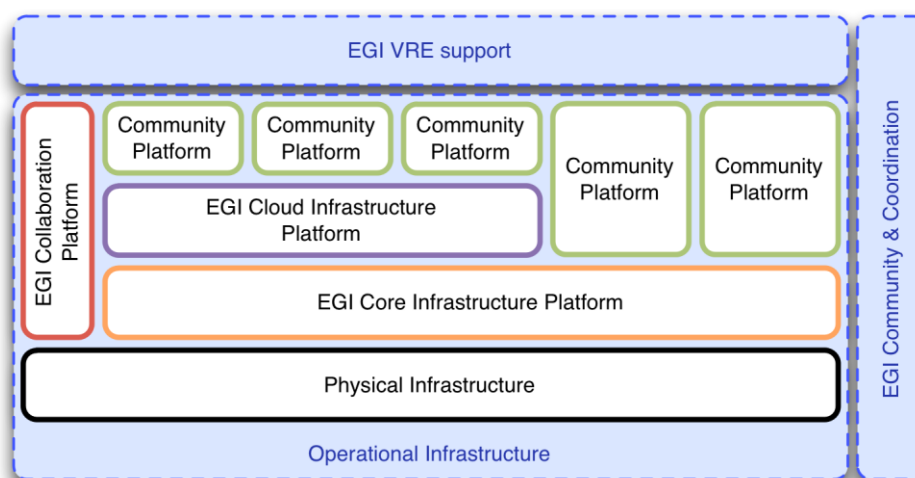 EGI VRE support
EGI Collaboration
Platform
Community
Platform
Community
Platform
Community
Platform
Community
Platform
Community
Platform
EGI Cloud Infrastructure
Platform
EGI Core Infrastructure Platform
Physical Infrastructure
Operational Infrastructure
EGI Community & Coordination